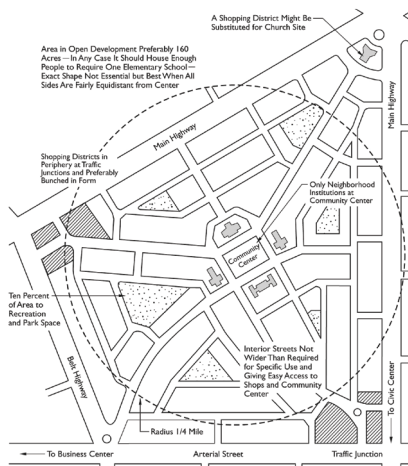 A Shopping District Might Be
Substituted for Church Site
Area in Open Development Preferably 160
Acres—In Any Case It Should House Enough
People to Require One Elementary School—
Exact Shape Not Essential but Best When All
Sides Are Fairly Equidistant from Center
Main Highway
Main Highway
Shopping Districts in
Periphery at Traffic
Junctions and Preferably
Bunched in Form
Only Neighborhood
Institutions at
Community Center
Community
Center
Ten Percent
of Area to
Recreation
and Park Space
Interior Streets Not
Wider Than Required
for Specific Use and
Giving Easy Access to
Shops and Community
Center
Belt Highway
To Civic Center
Radius 1/4 Mile
To Business Center
Arterial Street
Traffic Junction